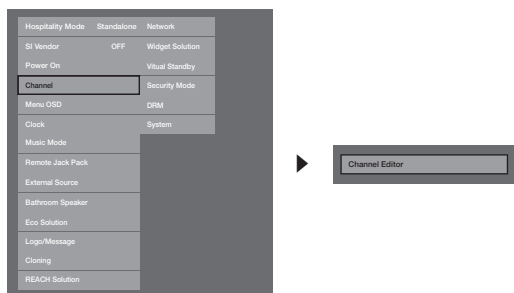 Hospitality Mode Standalone Network
SI Vendor OFF Widget Solution
Power On Vitual Standby
Channel Security Mode
Menu OSD DRM
Clock System
Music Mode
Remote Jack Pack
External Source
Bathroom Speaker
Eco Solution
Logo/Message
Cloning
REACH Solution
Channel Editor